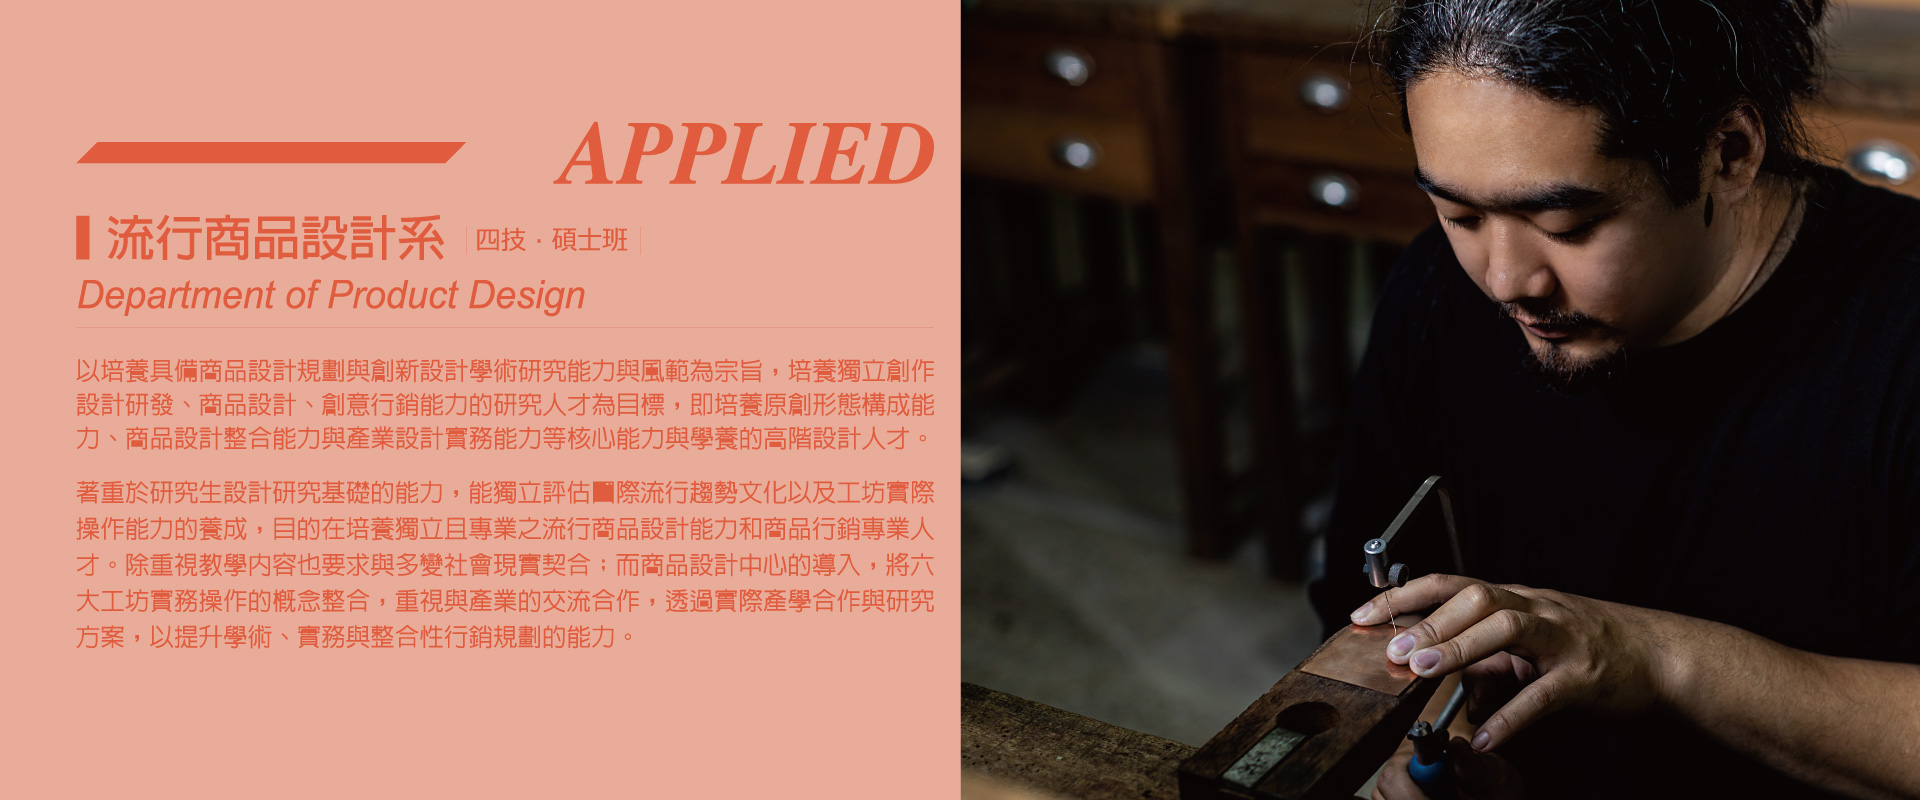 APPLIED
流行商品設計系 四技．碩士班
Department of Product Design
以培養具備商品設計規劃與創新設計學術研究能力與風範為宗旨，培養獨立創作
設計研發、商品設計、創意行銷能力的研究人才為目標，即培養原創形態構成能
力、商品設計整合能力與產業設計實務能力等核心能力與學養的高階設計人才。
著重於研究生設計研究基礎的能力，能獨立評估■際流行趨勢文化以及工坊實際
操作能力的養成，目的在培養獨立且專業之流行商品設計能力和商品行銷專業人
才。除重視教學內容也要求與多變社會現實契合；而商品設計中心的導入，將六
大工坊實務操作的概念整合，重視與產業的交流合作，透過實際產學合作與研究
方案，以提升學術、實務與整合性行銷規劃的能力。